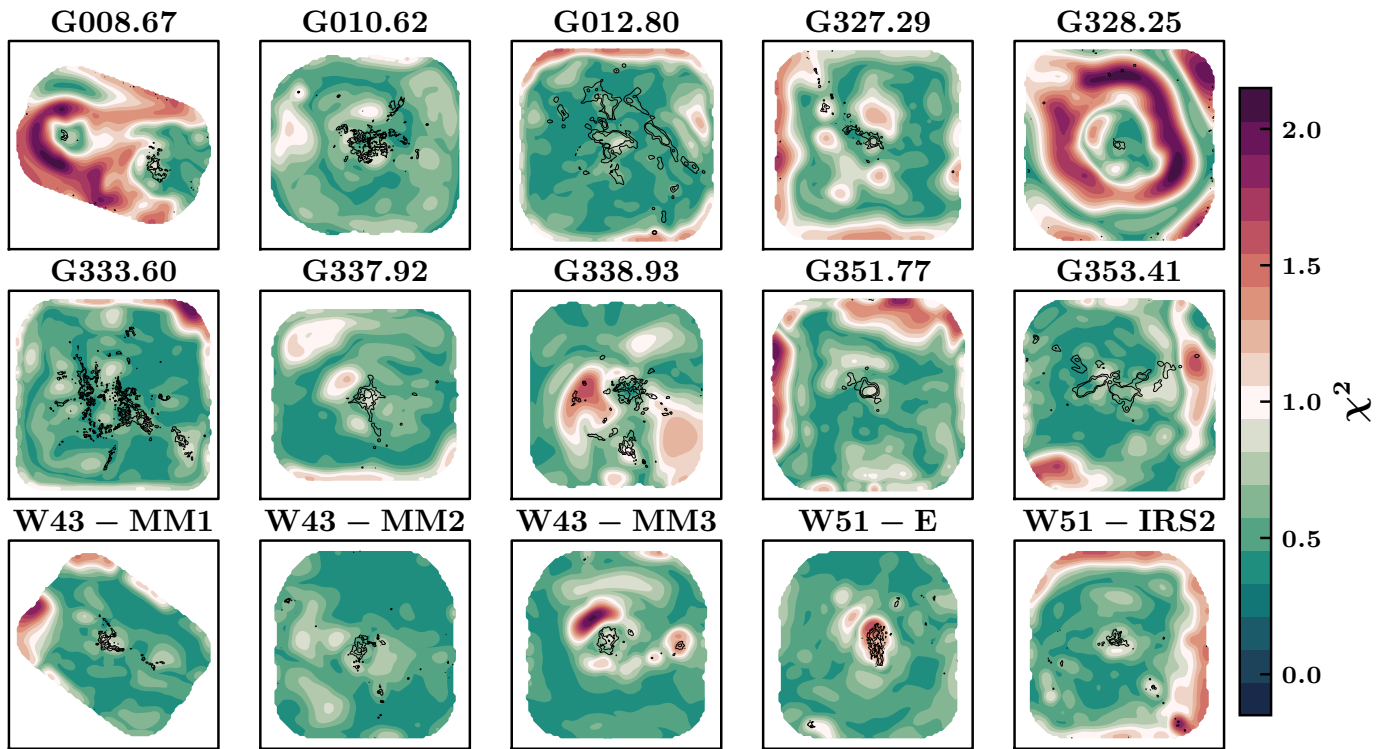 G008.67
G010.62
G012.80
G327.29
G328.25
G333.60
G337.92
G338.93
G351.77
G353.41
W43 − MM1
W43 − MM2
W43 − MM3
W51 − E
W51 − IRS2
2.0
1.5
1.0
0.5
0.0
χ²